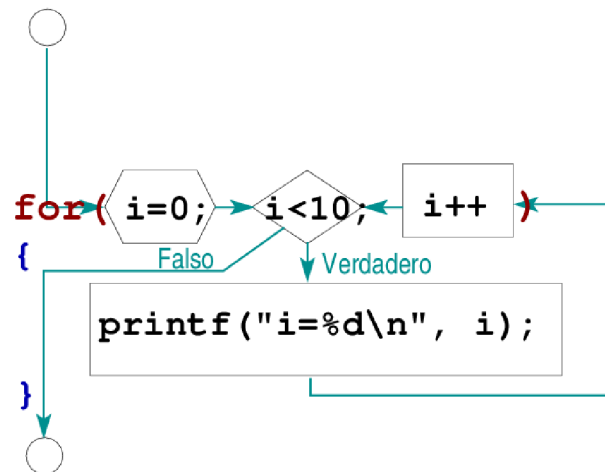 for( i=0; i<10; i++ )
{
Falso Verdadero
printf("i=%d\n", i);
}